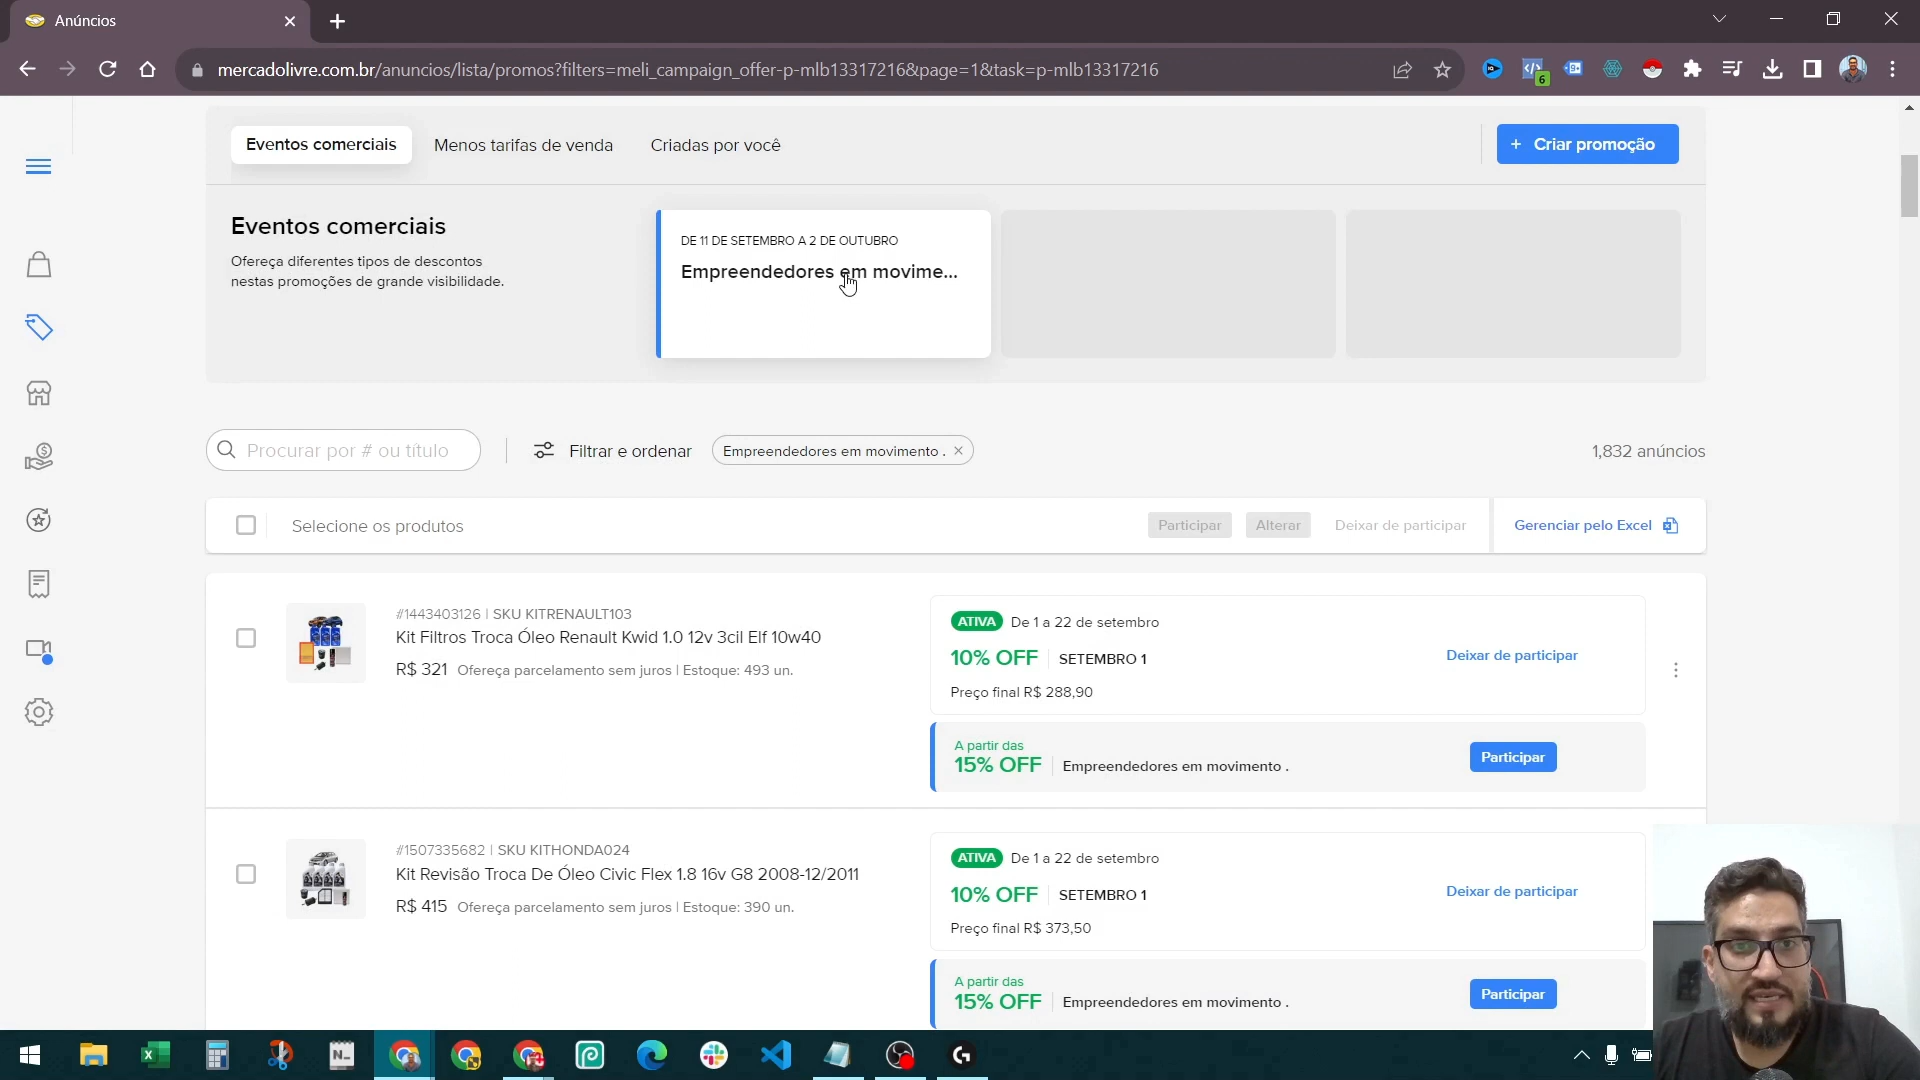 Anúncios
mercadolivre.com.br/anuncios/lista/promos?filters=meli_campaign_offer-p-mlb13317216&page=1&task=p-mlb13317216
6
Eventos comerciais
Menos tarifas de venda
Criadas por você
+ Criar promoção
Eventos comerciais
Ofereça diferentes tipos de descontos
nestas promoções de grande visibilidade.
DE 11 DE SETEMBRO A 2 DE OUTUBRO
Empreendedores em movime...
Procurar por # ou título
Filtrar e ordenar
Empreendedores em movimento .
1,832 anúncios
Selecione os produtos
Participar
Alterar
Deixar de participar
Gerenciar pelo Excel
#1443403126 | SKU KITRENAULT103
Kit Filtros Troca Óleo Renault Kwid 1.0 12v 3cil Elf 10w40
R$ 321 Ofereça parcelamento sem juros | Estoque: 493 un.
ATIVA De 1 a 22 de setembro
10% OFF SETEMBRO 1
Preço final R$ 288,90
Deixar de participar
A partir das
15% OFF Empreendedores em movimento .
Participar
#1507335682 | SKU KITHONDA024
Kit Revisão Troca De Óleo Civic Flex 1.8 16v G8 2008-12/2011
R$ 415 Ofereça parcelamento sem juros | Estoque: 390 un.
ATIVA De 1 a 22 de setembro
10% OFF SETEMBRO 1
Preço final R$ 373,50
Deixar de participar
A partir das
15% OFF Empreendedores em movimento .
Participar